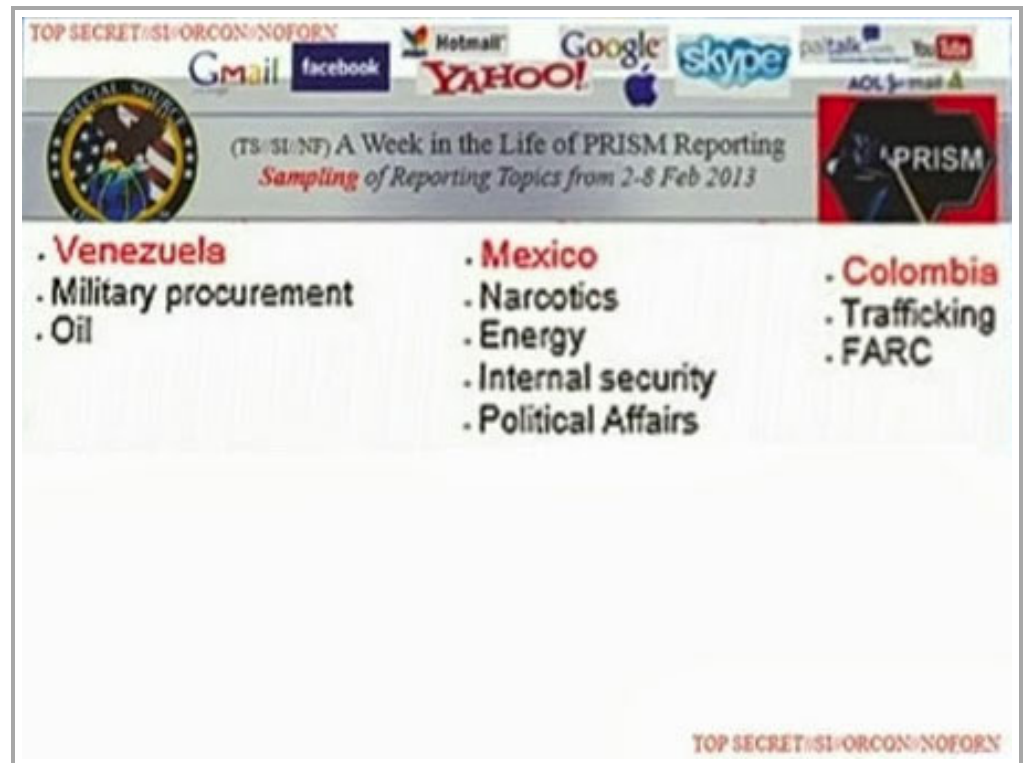 TOP SECRET//SI//ORCON//NOFORN
Gmail
facebook
Hotmail
YAHOO!
Google
skype
paltalk
YouTube
AOL mail
SPECIAL SOURCE
(TS//SI//NF) A Week in the Life of PRISM Reporting
Sampling of Reporting Topics from 2-8 Feb 2013
PRISM
· Venezuela
· Military procurement
· Oil
· Mexico
· Narcotics
· Energy
· Internal security
· Political Affairs
· Colombia
· Trafficking
· FARC
TOP SECRET//SI//ORCON//NOFORN